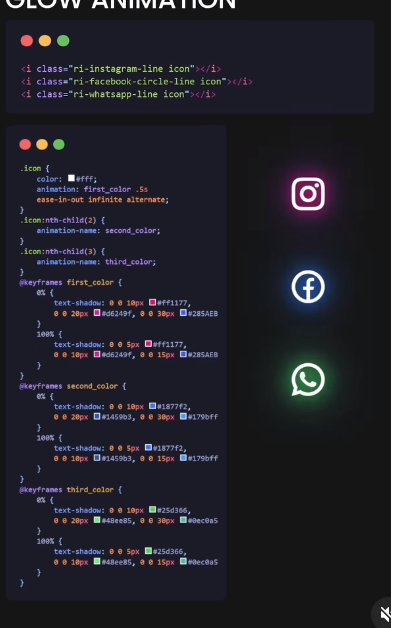 GLOW ANIMATION
<i class="ri-instagram-line icon"></i>
<i class="ri-facebook-circle-line icon"></i>
<i class="ri-whatsapp-line icon"></i>
.icon {
color: #fff;
animation: first_color .5s
ease-in-out infinite alternate;
}
.icon:nth-child(2) {
animation-name: second_color;
}
.icon:nth-child(3) {
animation-name: third_color;
}
@keyframes first_color {
0% {
text-shadow: 0 0 10px #ff1177,
0 0 20px #d6249f, 0 0 30px #285AEB
}
100% {
text-shadow: 0 0 5px #ff1177,
0 0 10px #d6249f, 0 0 15px #285AEB
}
}
@keyframes second_color {
0% {
text-shadow: 0 0 10px #1877f2,
0 0 20px #1459b3, 0 0 30px #179bff
}
100% {
text-shadow: 0 0 5px #1877f2,
0 0 10px #1459b3, 0 0 15px #179bff
}
}
@keyframes third_color {
0% {
text-shadow: 0 0 10px #25d366,
0 0 20px #48ee85, 0 0 30px #0ec0a5
}
100% {
text-shadow: 0 0 5px #25d366,
0 0 10px #48ee85, 0 0 15px #0ec0a5
}
}